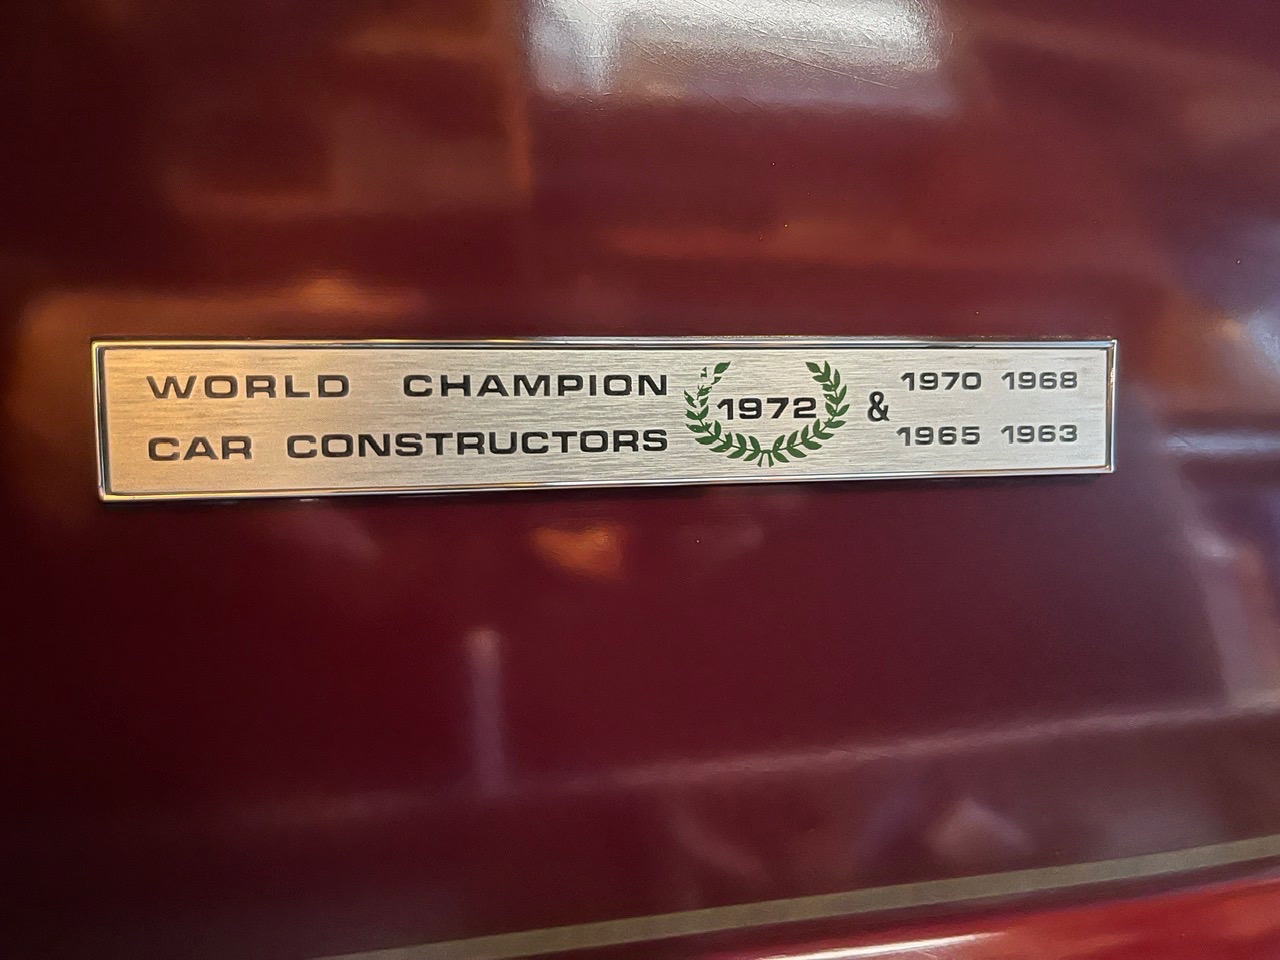 WORLD CHAMPION
CAR CONSTRUCTORS
1972
&
1970 1968
1965 1963